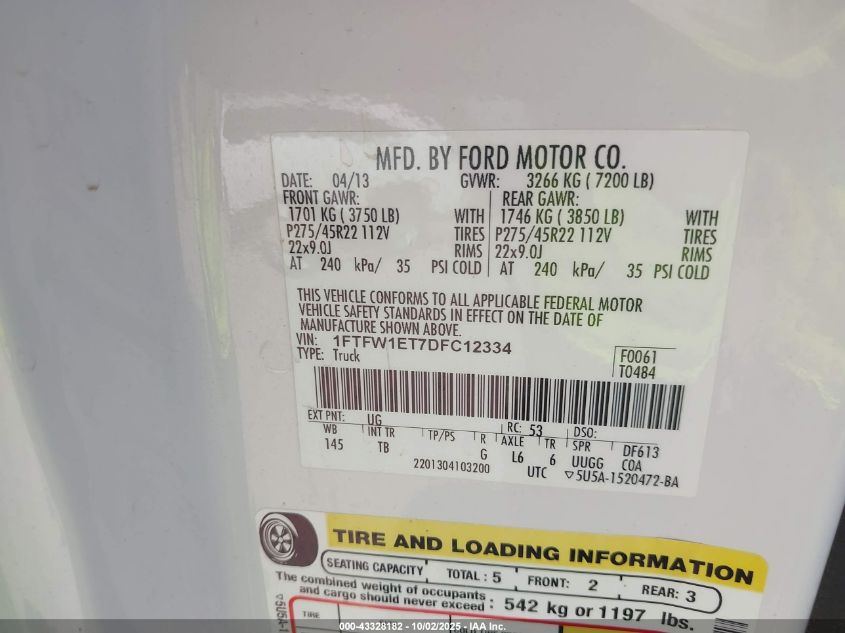 MFD. BY FORD MOTOR CO.
DATE: 04/13 GVWR: 3266 KG ( 7200 LB)
FRONT GAWR: REAR GAWR:
1701 KG ( 3750 LB) WITH 1746 KG ( 3850 LB) WITH
P275/45R22 112V TIRES P275/45R22 112V TIRES
22x9.0J RIMS 22x9.0J RIMS
AT 240 kPa/ 35 PSI COLD AT 240 kPa/ 35 PSI COLD
THIS VEHICLE CONFORMS TO ALL APPLICABLE FEDERAL MOTOR
VEHICLE SAFETY STANDARDS IN EFFECT ON THE DATE OF
MANUFACTURE SHOWN ABOVE.
VIN: 1FTFW1ET7DFC12334 F0061
TYPE: Truck T0484
EXT PNT: UG RC: 53 DSO:
WB INT TR TP/PS R AXLE TR SPR DF613
145 TB G L6 6 UUGG C0A
2201304103200 UTC ▽5U5A-1520472-BA
TIRE AND LOADING INFORMATION
SEATING CAPACITY TOTAL : 5 FRONT: 2 REAR: 3
The combined weight of occupants
and cargo should never exceed : 542 kg or 1197 lbs.
TIRE
000-43328182 - 10/02/2025 - IAA Inc.